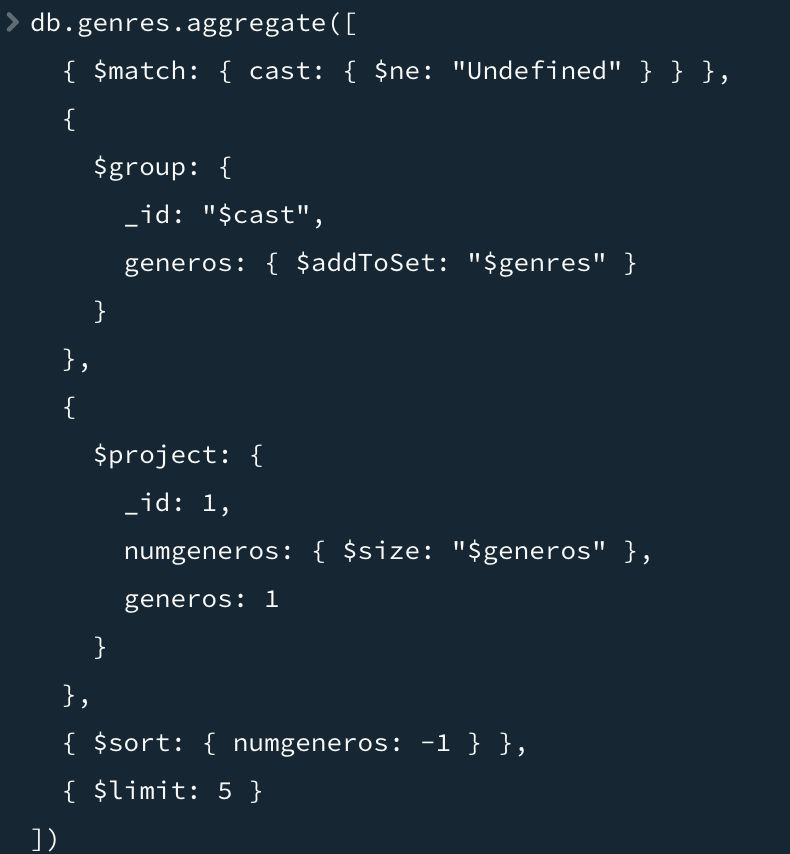 db.genres.aggregate([
{ $match: { cast: { $ne: "Undefined" } } },
{
$group: {
_id: "$cast",
generos: { $addToSet: "$genres" }
}
},
{
$project: {
_id: 1,
numgeneros: { $size: "$generos" },
generos: 1
}
},
{ $sort: { numgeneros: -1 } },
{ $limit: 5 }
])